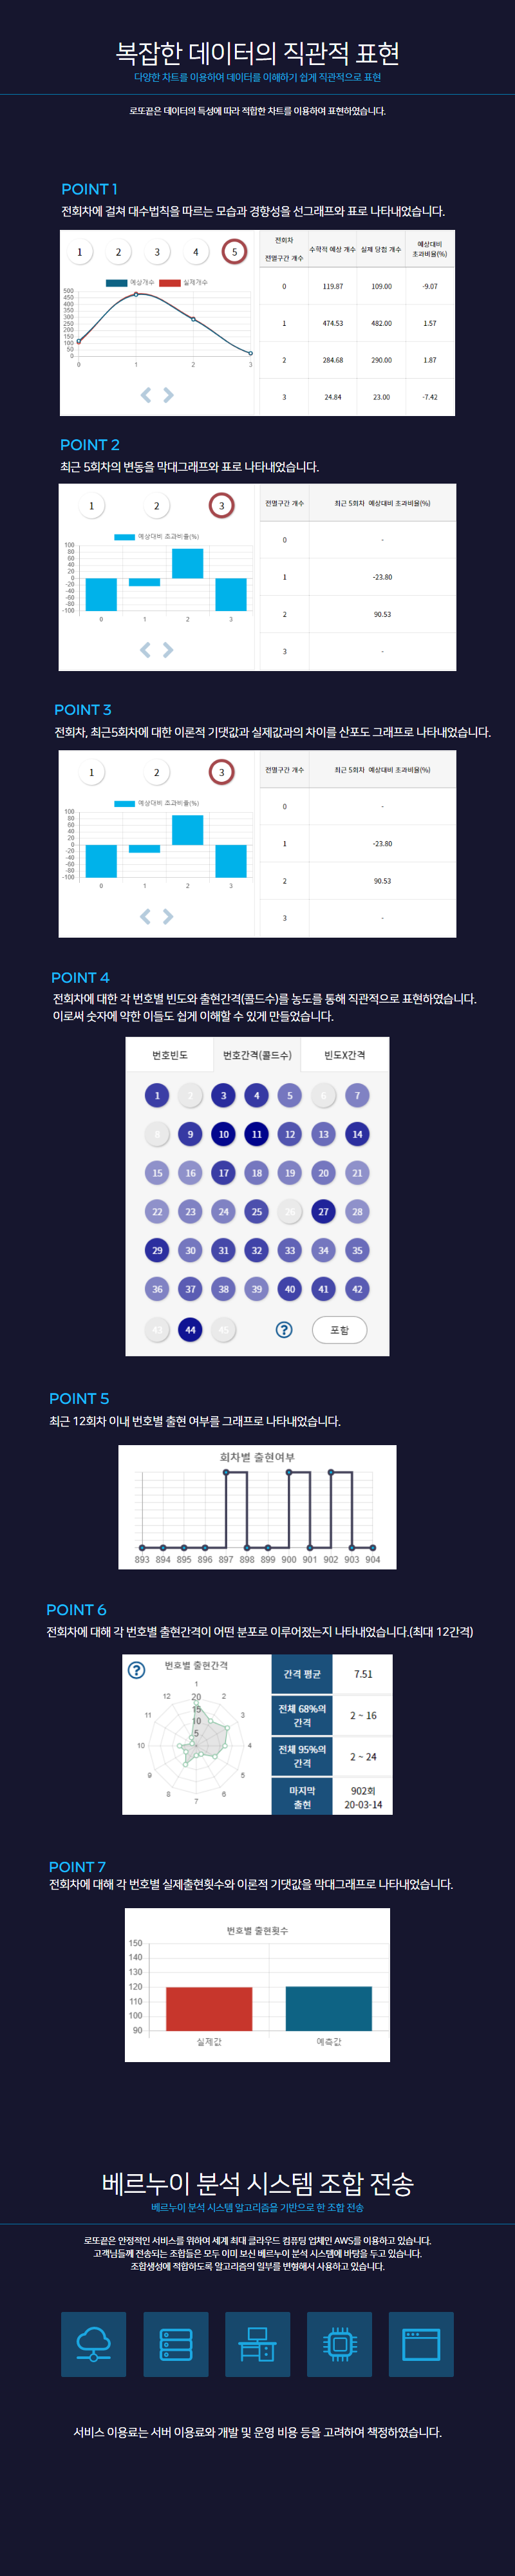 복잡한 데이터의 직관적 표현
다양한 차트를 이용하여 데이터를 이해하기 쉽게 직관적으로 표현
로또끝은 데이터의 특성에 따라 적합한 차트를 이용하여 표현하였습니다.
POINT 1
전회차에 걸쳐 대수법칙을 따르는 모습과 경향성을 선그래프와 표로 나타내었습니다.
1 2 3 4 5
예상개수 실제개수
500
450
400
350
300
250
200
150
100
50
0
0 1 2 3
전회차
전멸구간 개수 수학적 예상 개수 실제 당첨 개수 예상대비
초과비율(%)
0 119.87 109.00 -9.07
1 474.53 482.00 1.57
2 284.68 290.00 1.87
3 24.84 23.00 -7.42
POINT 2
최근 5회차의 변동을 막대그래프와 표로 나타내었습니다.
1 2 3
예상대비 초과비율(%)
100
80
60
40
20
0
-20
-40
-60
-80
-100
0 1 2 3
전멸구간 개수 최근 5회차 예상대비 초과비율(%)
0 -
1 -23.80
2 90.53
3 -
POINT 3
전회차, 최근5회차에 대한 이론적 기댓값과 실제값과의 차이를 산포도 그래프로 나타내었습니다.
1 2 3
예상대비 초과비율(%)
100
80
60
40
20
0
-20
-40
-60
-80
-100
0 1 2 3
전멸구간 개수 최근 5회차 예상대비 초과비율(%)
0 -
1 -23.80
2 90.53
3 -
POINT 4
전회차에 대한 각 번호별 빈도와 출현간격(콜드수)를 농도를 통해 직관적으로 표현하였습니다.
이로써 숫자에 약한 이들도 쉽게 이해할 수 있게 만들었습니다.
번호빈도 번호간격(콜드수) 빈도X간격
1 2 3 4 5 6 7
8 9 10 11 12 13 14
15 16 17 18 19 20 21
22 23 24 25 26 27 28
29 30 31 32 33 34 35
36 37 38 39 40 41 42
43 44 45 ? 포함
POINT 5
최근 12회차 이내 번호별 출현 여부를 그래프로 나타내었습니다.
회차별 출현여부
893 894 895 896 897 898 899 900 901 902 903 904
POINT 6
전회차에 대해 각 번호별 출현간격이 어떤 분포로 이루어졌는지 나타내었습니다.(최대 12간격)
? 번호별 출현간격
1
2
3
4
5
6
7
8
9
10
11
12
20
15
10
5
간격 평균 7.51
전체 68%의
간격 2 ~ 16
전체 95%의
간격 2 ~ 24
마지막
출현 902회
20-03-14
POINT 7
전회차에 대해 각 번호별 실제출현횟수와 이론적 기댓값을 막대그래프로 나타내었습니다.
번호별 출현횟수
150
140
130
120
110
100
90
실제값 예측값
베르누이 분석 시스템 조합 전송
베르누이 분석 시스템 알고리즘을 기반으로 한 조합 전송
로또끝은 안정적인 서비스를 위하여 세계 최대 클라우드 컴퓨팅 업체인 AWS를 이용하고 있습니다.
고객님들께 전송되는 조합들은 모두 이미 보신 베르누이 분석 시스템에 바탕을 두고 있습니다.
조합생성에 적합하도록 알고리즘의 일부를 변형해서 사용하고 있습니다.
서비스 이용료는 서버 이용료와 개발 및 운영 비용 등을 고려하여 책정하였습니다.